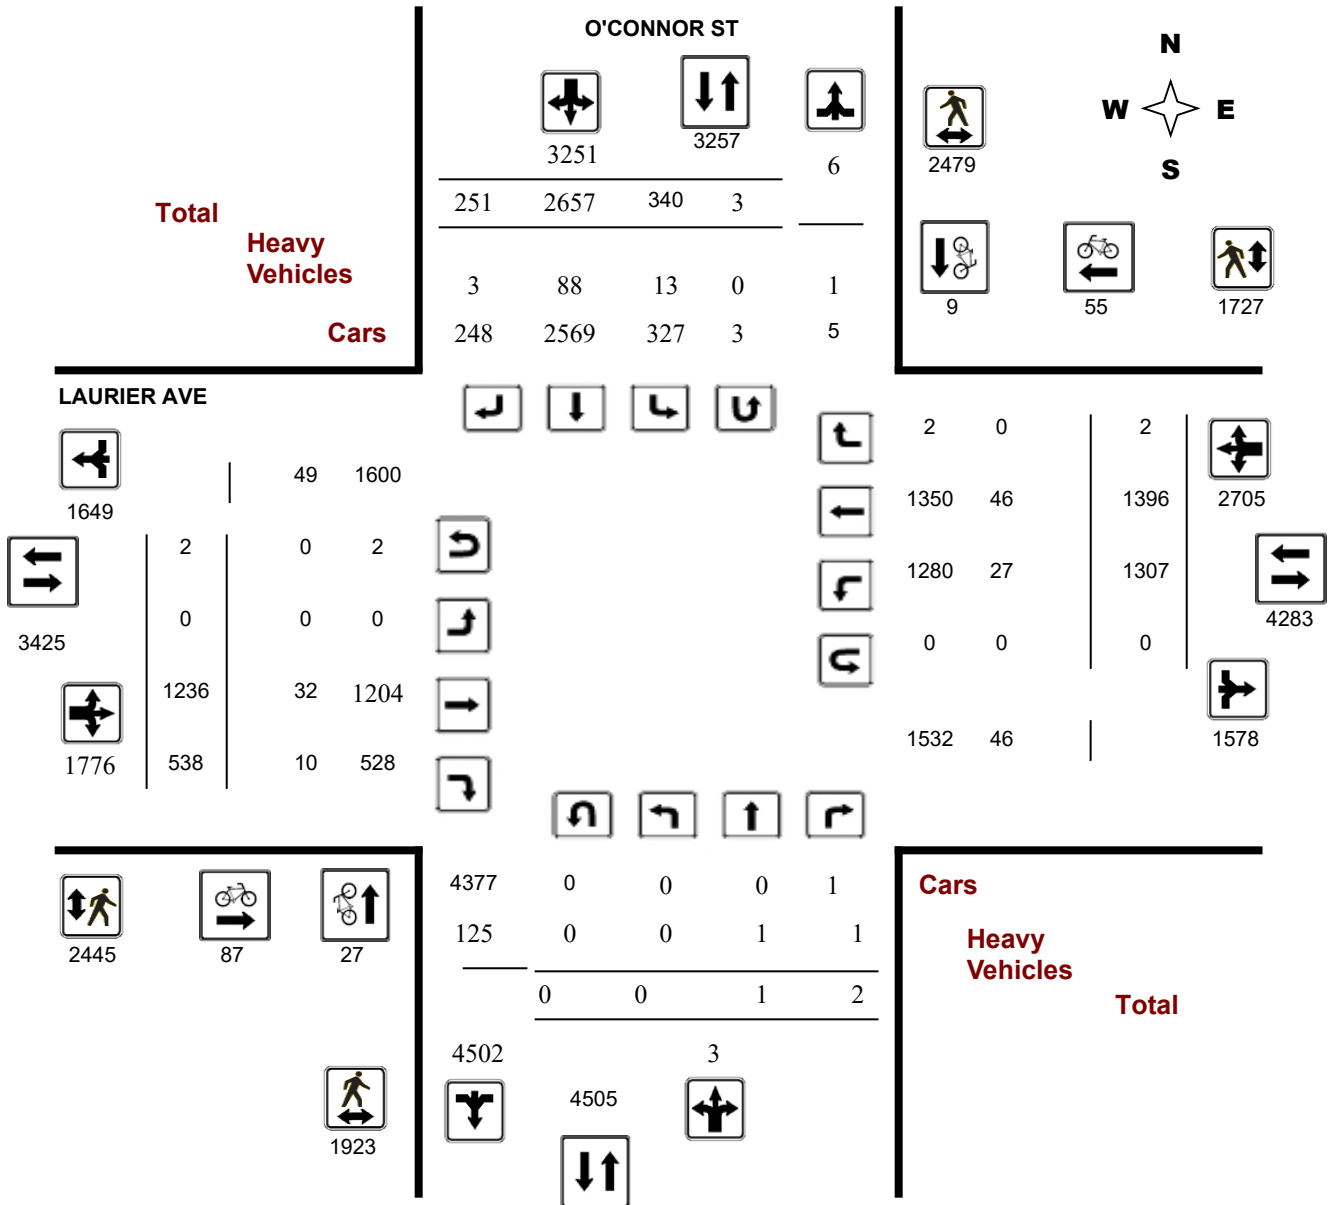 O'CONNOR ST
N
W E
S
3251 3257 6 2479
Total 251 2657 340 3
Heavy
Vehicles 3 88 13 0 1
9 55 1727
Cars 248 2569 327 3 5
LAURIER AVE
2 0 2
49 1600
1649 1350 46 1396 2705
2 0 2
1280 27 1307
0 0 0 4283
3425 0 0 0
1236 32 1204
1532 46 1578
1776 538 10 528
4377 0 0 0 1 Cars
125 0 0 1 1 Heavy
Vehicles
2445 87 27
0 0 1 2 Total
4502 3
4505
1923